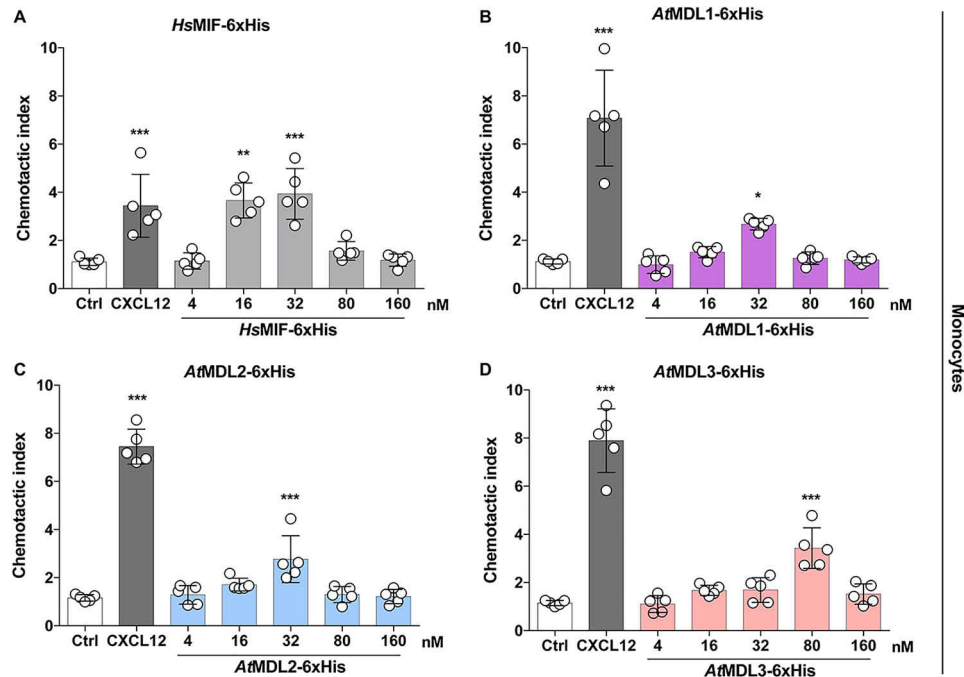 A
HsMIF-6xHis
Chemotactic index
10
8
6
4
2
0
***
**
***
Ctrl CXCL12 4 16 32 80 160 nM
HsMIF-6xHis
B
AtMDL1-6xHis
Chemotactic index
10
8
6
4
2
0
***
*
Ctrl CXCL12 4 16 32 80 160 nM
AtMDL1-6xHis
C
AtMDL2-6xHis
Chemotactic index
10
8
6
4
2
0
***
***
Ctrl CXCL12 4 16 32 80 160 nM
AtMDL2-6xHis
D
AtMDL3-6xHis
Chemotactic index
10
8
6
4
2
0
***
***
Ctrl CXCL12 4 16 32 80 160 nM
AtMDL3-6xHis
Monocytes